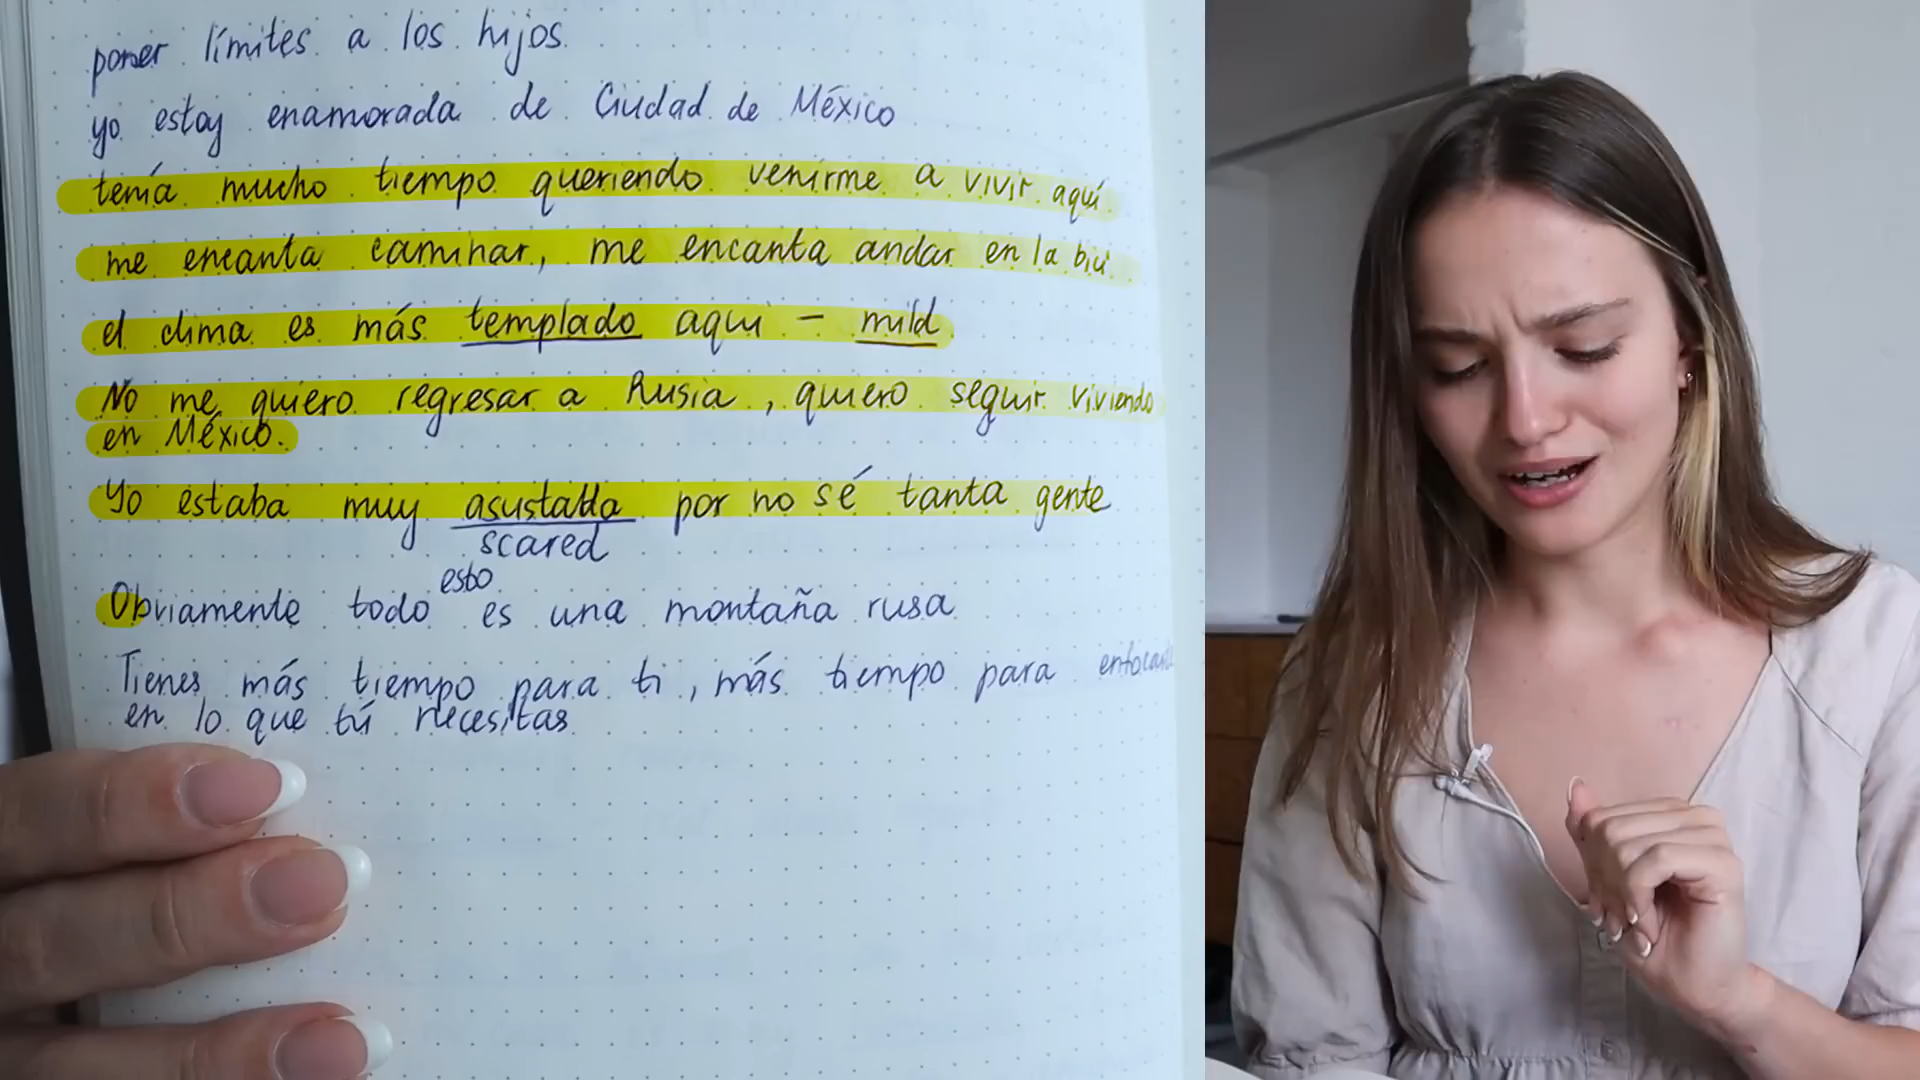 poner límites a los hijos
yo estoy enamorada de Ciudad de México
tenía mucho tiempo queriendo venirme a vivir aquí
me encanta caminar, me encanta andar en la bici
el clima es más templado aquí – mild
No me quiero regresar a Rusia, quiero seguir viviendo
en México.
Yo estaba muy asustada por no sé tanta gente
scared
esto
Obviamente todo es una montaña rusa
Tienes más tiempo para ti, más tiempo para
en lo que tú necesitas